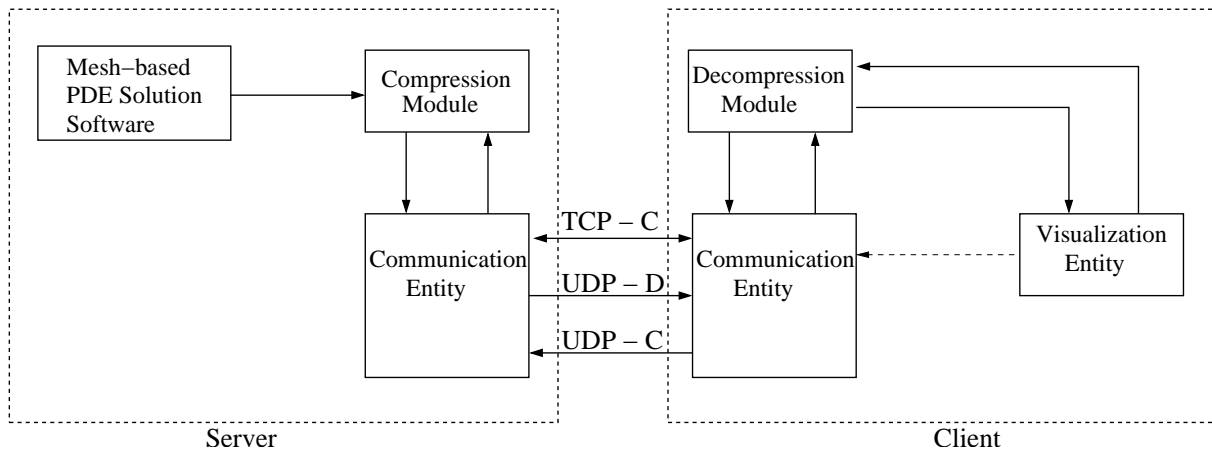 Mesh−based
PDE Solution
Software
Compression
Module
Communication
Entity
TCP − C
UDP − D
UDP − C
Decompression
Module
Communication
Entity
Visualization
Entity
Server
Client